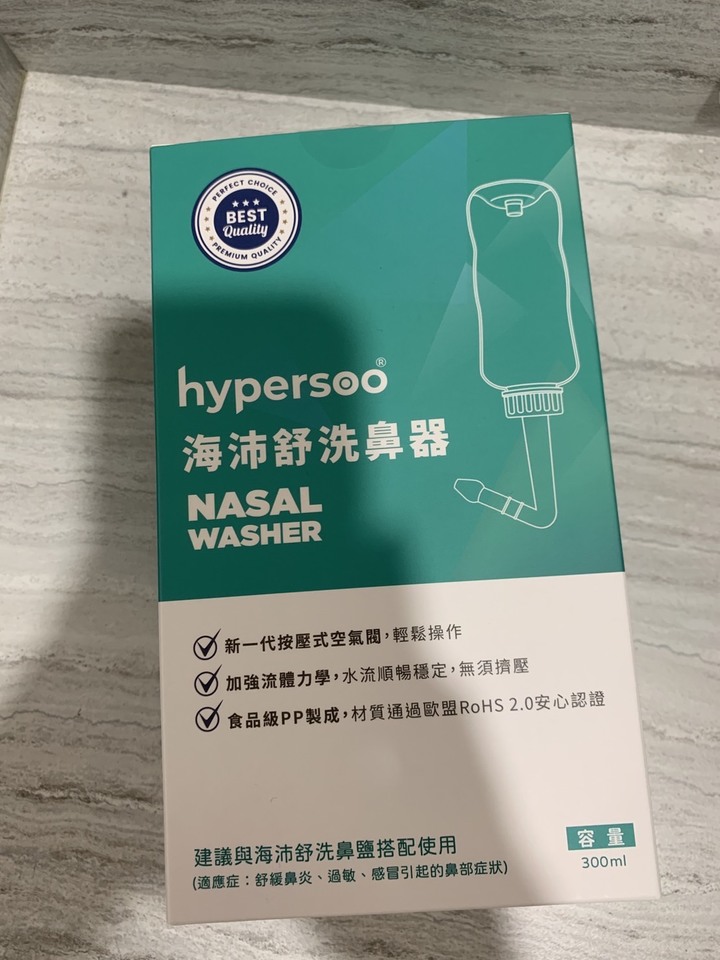 PERFECT CHOICE
BEST
Quality
PREMIUM QUALITY
hypersoo®
海沛舒洗鼻器
NASAL
WASHER
新一代按壓式空氣閥,輕鬆操作
加強流體力學,水流順暢穩定,無須擠壓
食品級PP製成,材質通過歐盟RoHS 2.0安心認證
建議與海沛舒洗鼻鹽搭配使用
(適應症:舒緩鼻炎、過敏、感冒引起的鼻部症狀)
容量
300ml